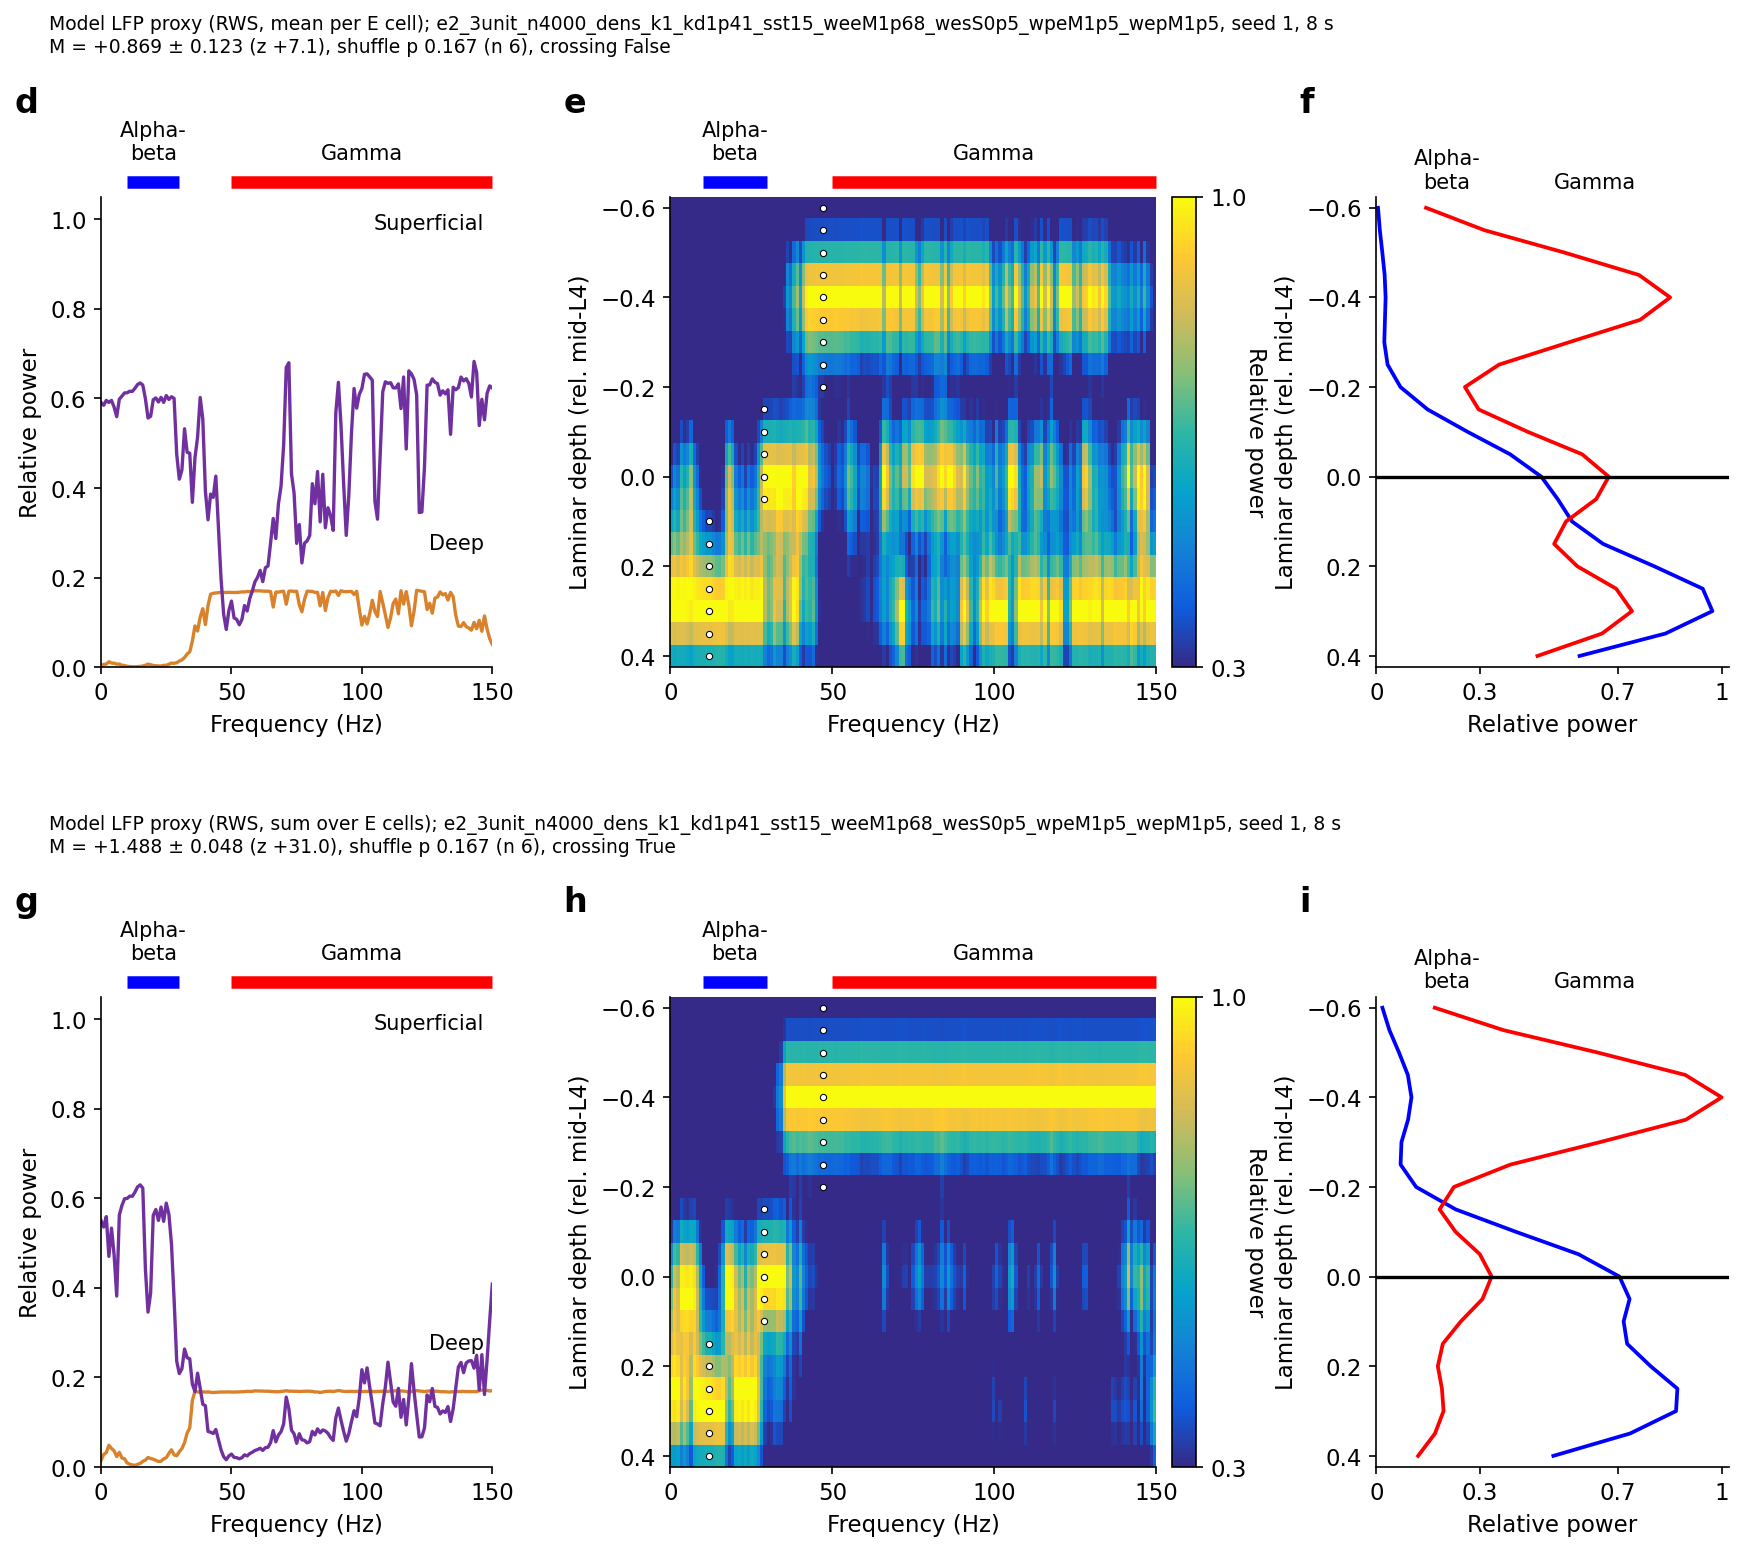 Model LFP proxy (RWS, mean per E cell); e2_3unit_n4000_dens_k1_kd1p41_sst15_weeM1p68_wesS0p5_wpeM1p5_wepM1p5, seed 1, 8 s
M = +0.869 ± 0.123 (z +7.1), shuffle p 0.167 (n 6), crossing False
d
Alpha-
beta
Gamma
Superficial
Deep
Relative power
1.0
0.8
0.6
0.4
0.2
0.0
0
50
100
150
Frequency (Hz)
e
Alpha-
beta
Gamma
Laminar depth (rel. mid-L4)
−0.6
−0.4
−0.2
0.0
0.2
0.4
0
50
100
150
Frequency (Hz)
1.0
0.3
Relative power
f
Alpha-
beta
Gamma
Laminar depth (rel. mid-L4)
−0.6
−0.4
−0.2
0.0
0.2
0.4
0
0.3
0.7
1
Relative power
Model LFP proxy (RWS, sum over E cells); e2_3unit_n4000_dens_k1_kd1p41_sst15_weeM1p68_wesS0p5_wpeM1p5_wepM1p5, seed 1, 8 s
M = +1.488 ± 0.048 (z +31.0), shuffle p 0.167 (n 6), crossing True
g
Alpha-
beta
Gamma
Superficial
Deep
Relative power
1.0
0.8
0.6
0.4
0.2
0.0
0
50
100
150
Frequency (Hz)
h
Alpha-
beta
Gamma
Laminar depth (rel. mid-L4)
−0.6
−0.4
−0.2
0.0
0.2
0.4
0
50
100
150
Frequency (Hz)
1.0
0.3
Relative power
i
Alpha-
beta
Gamma
Laminar depth (rel. mid-L4)
−0.6
−0.4
−0.2
0.0
0.2
0.4
0
0.3
0.7
1
Relative power